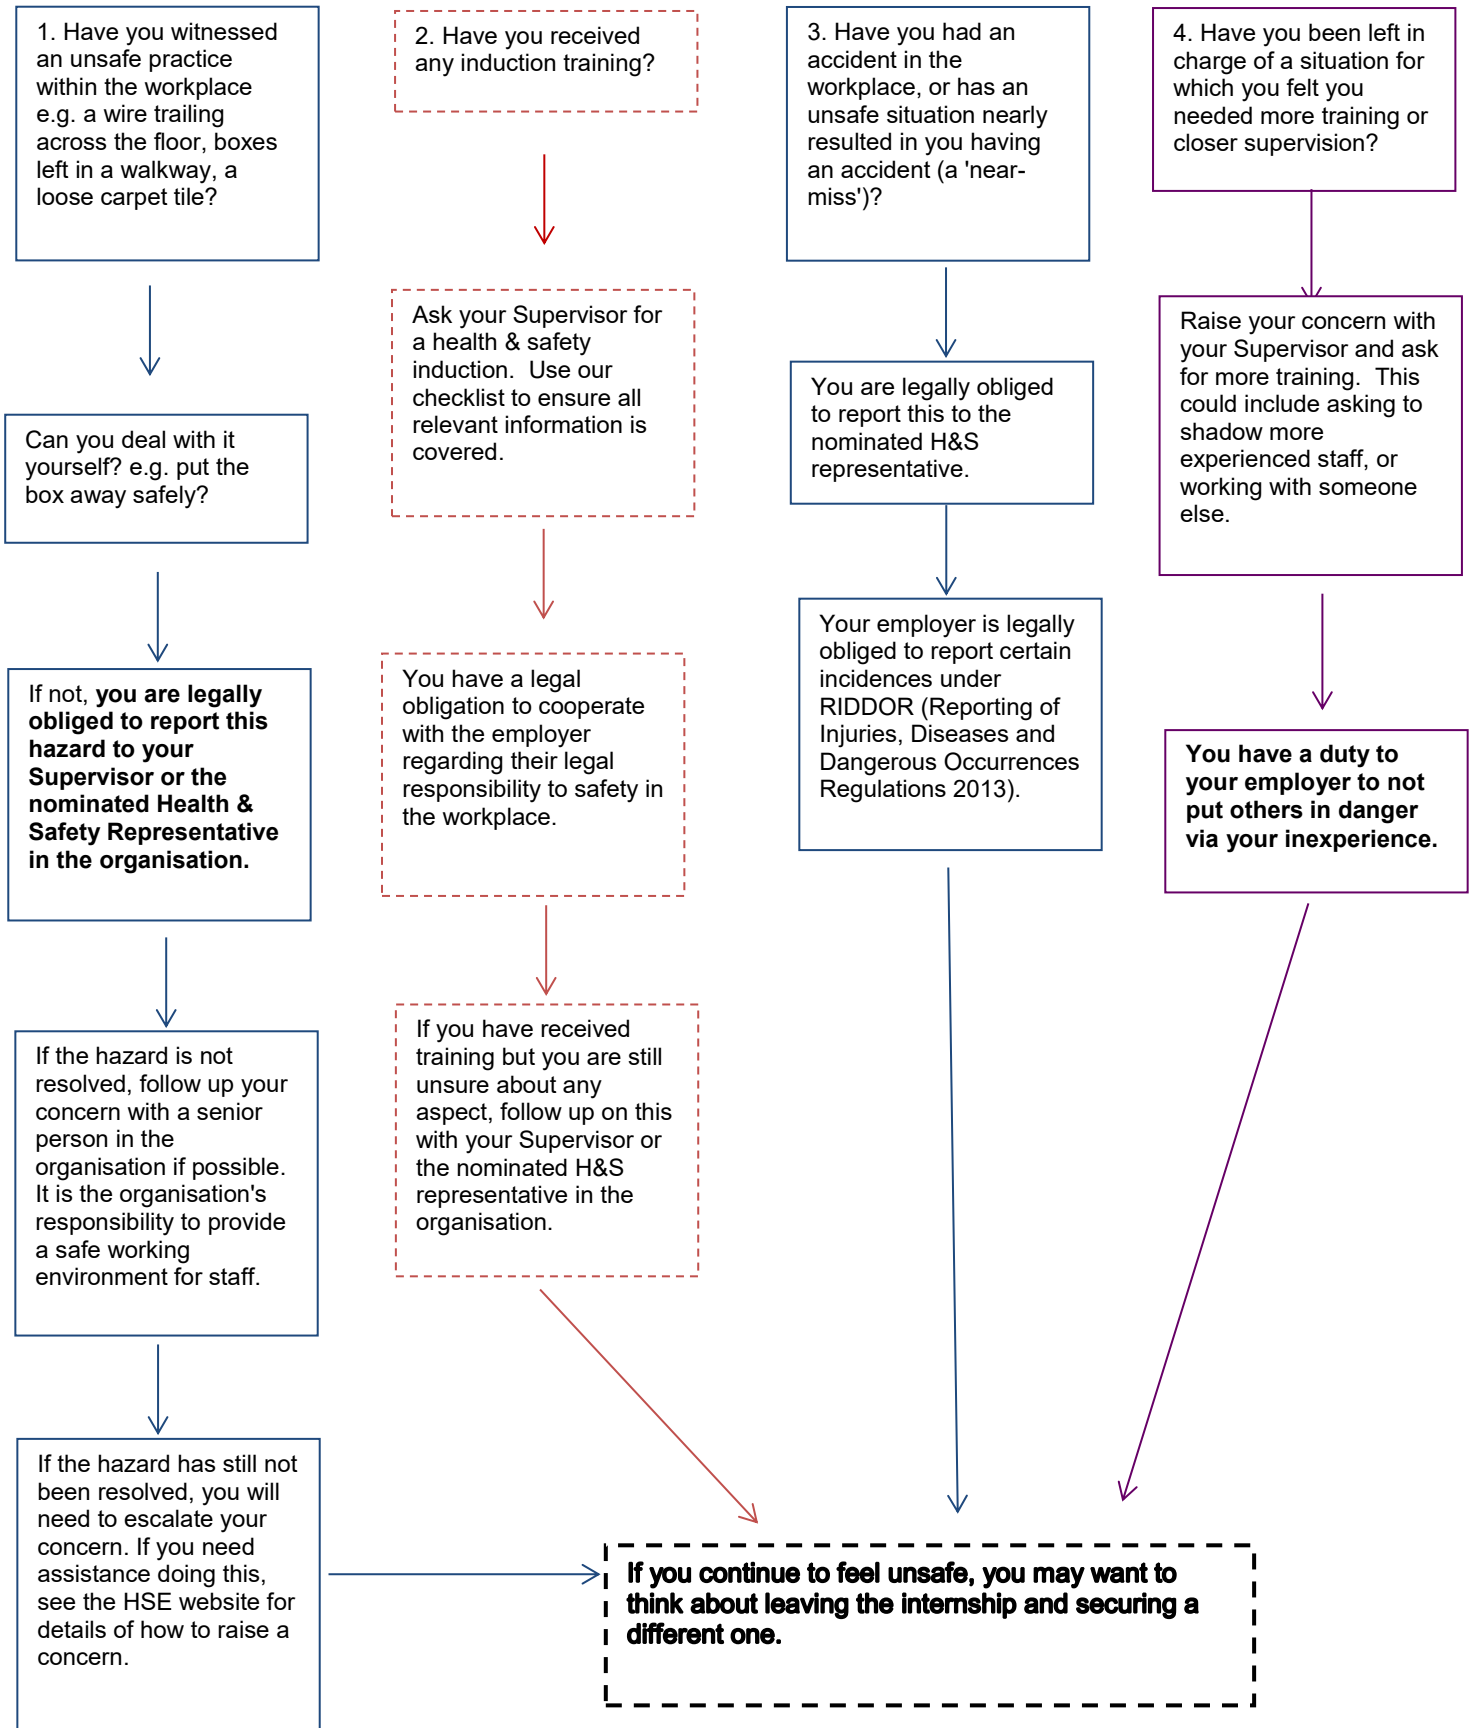 1. Have you witnessed
an unsafe practice
within the workplace
e.g. a wire trailing
across the floor, boxes
left in a walkway, a
loose carpet tile?
Can you deal with it
yourself? e.g. put the
box away safely?
If not, you are legally
obliged to report this
hazard to your
Supervisor or the
nominated Health &
Safety Representative
in the organisation.
If the hazard is not
resolved, follow up your
concern with a senior
person in the
organisation if possible.
It is the organisation's
responsibility to provide
a safe working
environment for staff.
If the hazard has still not
been resolved, you will
need to escalate your
concern. If you need
assistance doing this,
see the HSE website for
details of how to raise a
concern.
2. Have you received
any induction training?
Ask your Supervisor for
a health & safety
induction.  Use our
checklist to ensure all
relevant information is
covered.
You have a legal
obligation to cooperate
with the employer
regarding their legal
responsibility to safety in
the workplace.
If you have received
training but you are still
unsure about any
aspect, follow up on this
with your Supervisor or
the nominated H&S
representative in the
organisation.
3. Have you had an
accident in the
workplace, or has an
unsafe situation nearly
resulted in you having
an accident (a 'near-
miss')?
You are legally obliged
to report this to the
nominated H&S
representative.
Your employer is legally
obliged to report certain
incidences under
RIDDOR (Reporting of
Injuries, Diseases and
Dangerous Occurrences
Regulations 2013).
4. Have you been left in
charge of a situation for
which you felt you
needed more training or
closer supervision?
Raise your concern with
your Supervisor and ask
for more training.  This
could include asking to
shadow more
experienced staff, or
working with someone
else.
You have a duty to
your employer to not
put others in danger
via your inexperience.
If you continue to feel unsafe, you may want to
think about leaving the internship and securing a
different one.